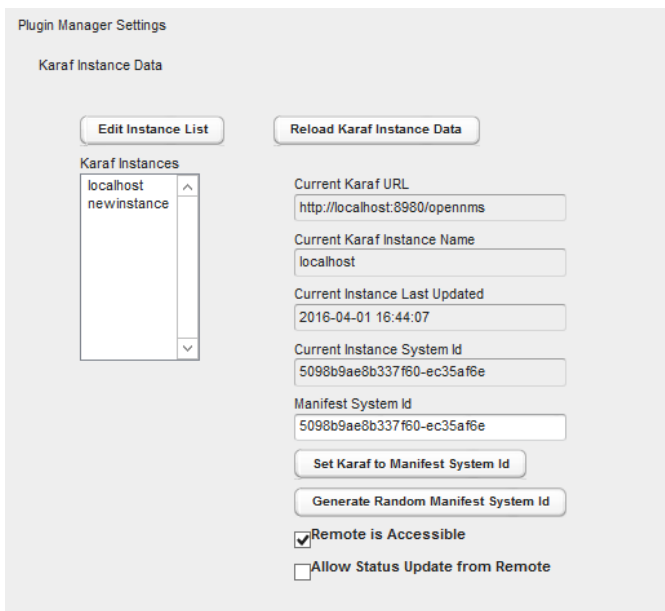 Plugin Manager Settings
Karaf Instance Data
Edit Instance List
Reload Karaf Instance Data
Karaf Instances
localhost
newinstance
Current Karaf URL
http://localhost:8980/opennms
Current Karaf Instance Name
localhost
Current Instance Last Updated
2016-04-01 16:44:07
Current Instance System Id
5098b9ae8b337f60-ec35af6e
Manifest System Id
5098b9ae8b337f60-ec35af6e
Set Karaf to Manifest System Id
Generate Random Manifest System Id
Remote is Accessible
Allow Status Update from Remote